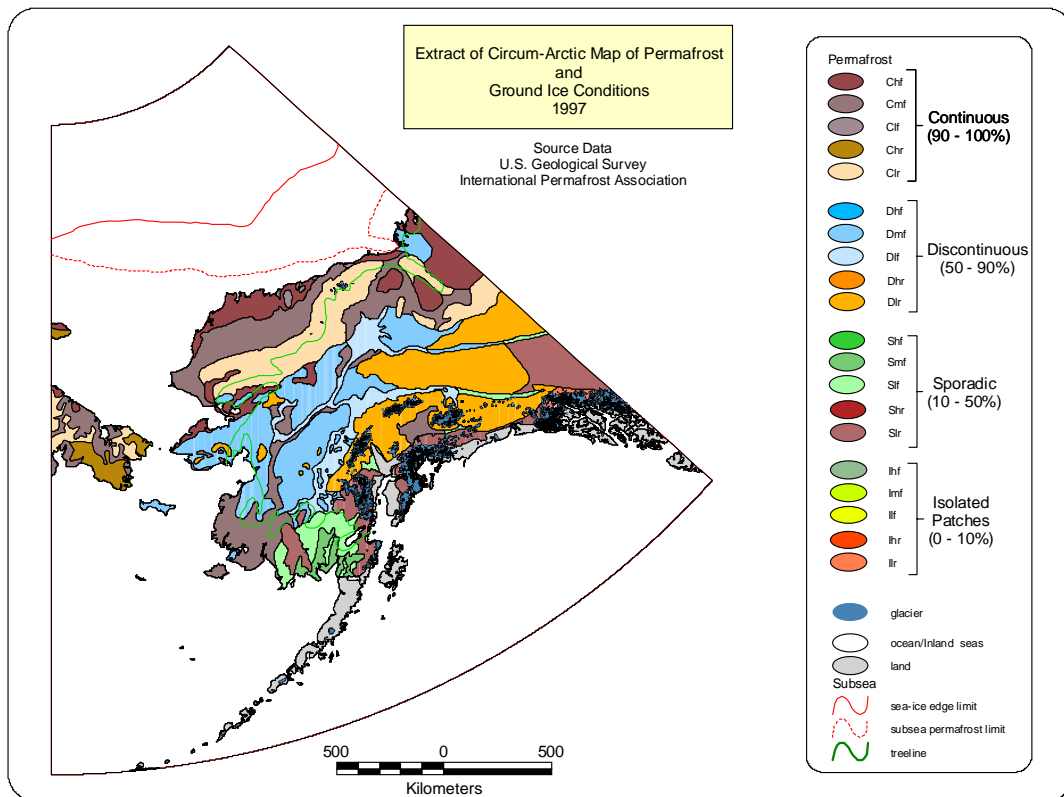 Extract of Circum-Arctic Map of Permafrost
and
Ground Ice Conditions
1997
Source Data
U.S. Geological Survey
International Permafrost Association
500 0 500
Kilometers
Permafrost
Chf
Cmf
Clf
Chr
Clr
Continuous
(90 - 100%)
Dhf
Dmf
Dlf
Dhr
Dlr
Discontinuous
(50 - 90%)
Shf
Smf
Slf
Shr
Slr
Sporadic
(10 - 50%)
Ihf
Imf
Ilf
Ihr
Ilr
Isolated
Patches
(0 - 10%)
glacier
ocean/Inland seas
land
Subsea
sea-ice edge limit
subsea permafrost limit
treeline